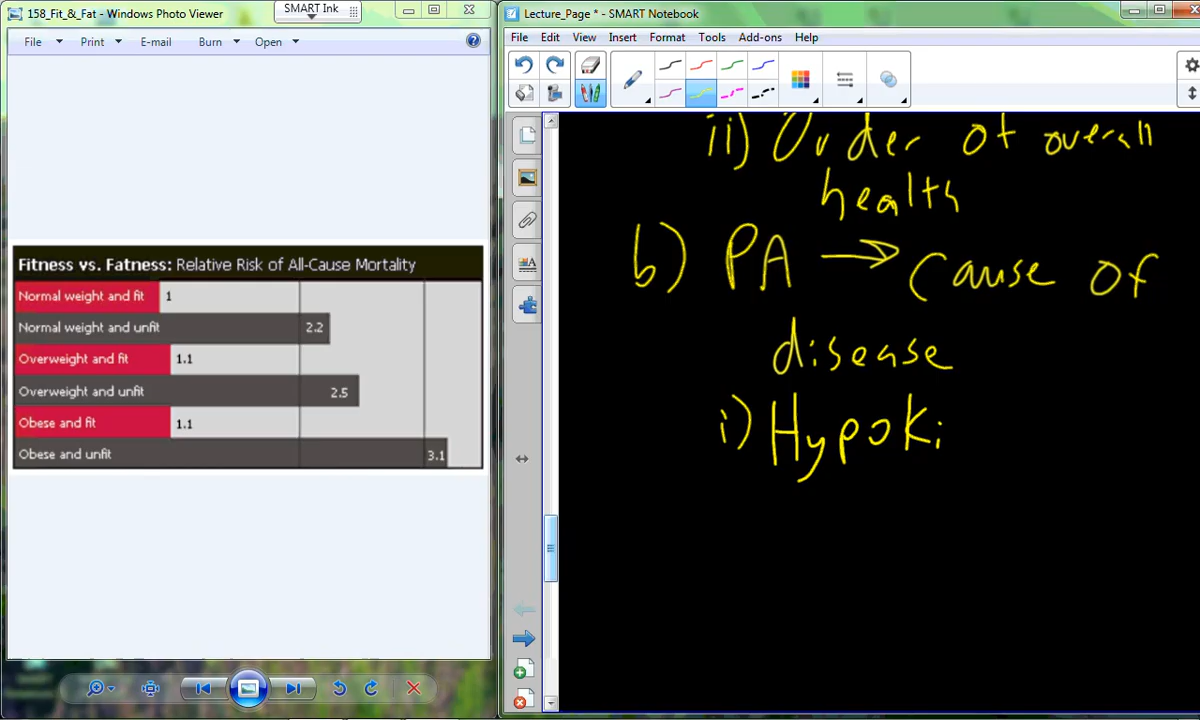 158_Fit_&_Fat - Windows Photo Viewer
SMART Ink
File Print E-mail Burn Open
Fitness vs. Fatness: Relative Risk of All-Cause Mortality
Normal weight and fit 1
Normal weight and unfit 2.2
Overweight and fit 1.1
Overweight and unfit 2.5
Obese and fit 1.1
Obese and unfit 3.1
Lecture_Page * - SMART Notebook
File Edit View Insert Format Tools Add-ons Help
ii) Order of overall
health
b) PA → Cause of
disease
i) Hypoki